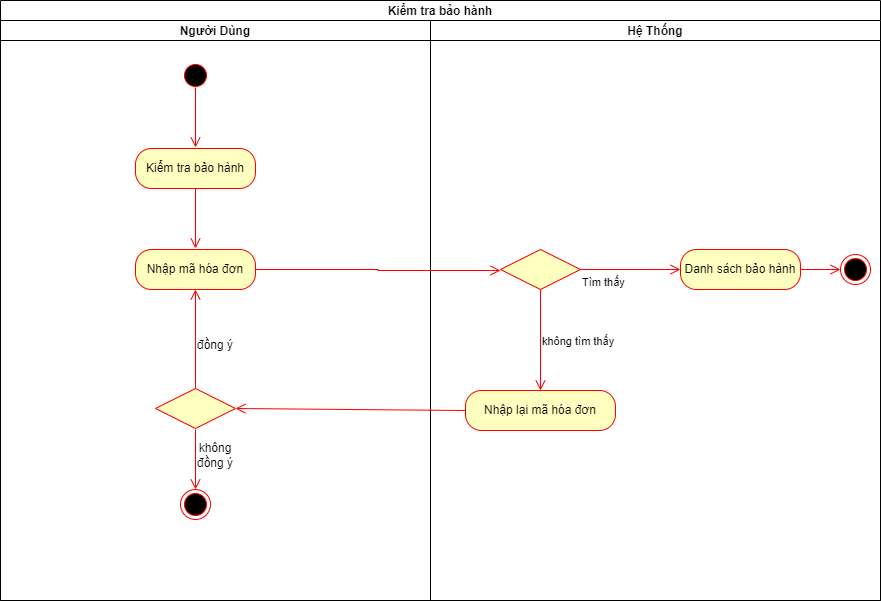 Kiểm tra bảo hành
Người Dùng
Hệ Thống
Kiểm tra bảo hành
Nhập mã hóa đơn
Danh sách bảo hành
Tìm thấy
không tìm thấy
đồng ý
Nhập lại mã hóa đơn
không
đồng ý